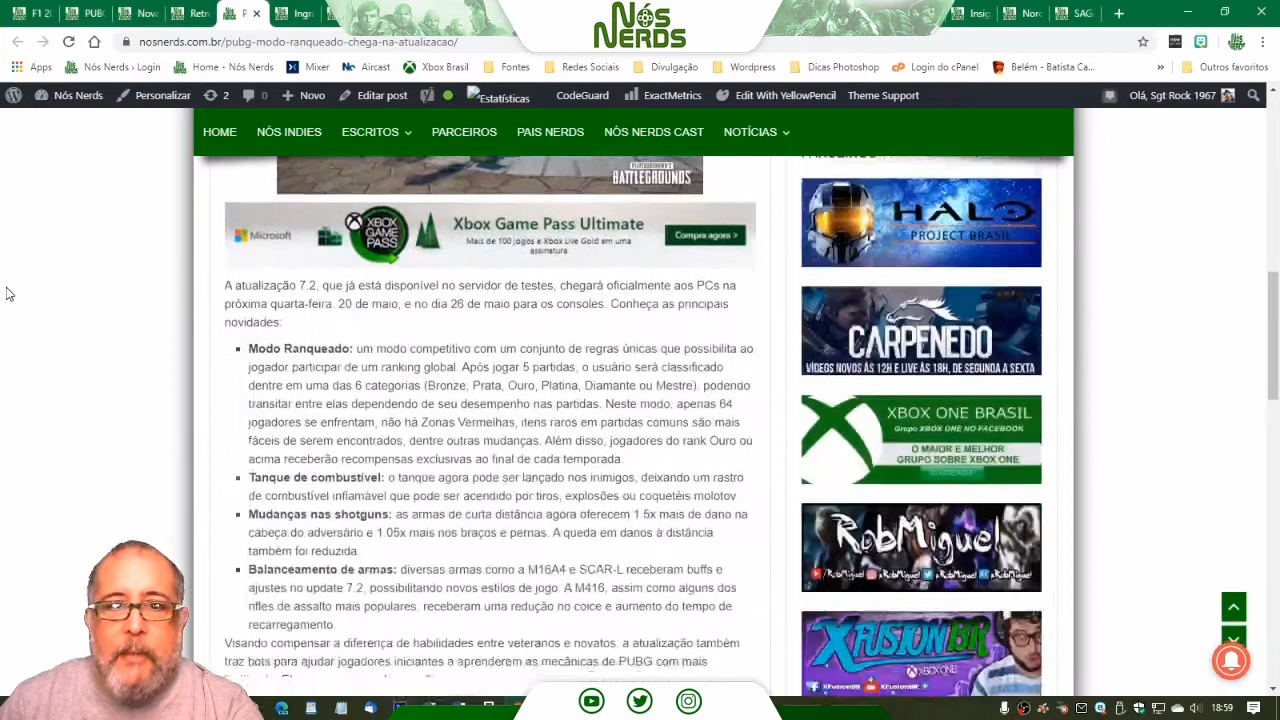 F1 2
PUBG
Nova
Retr
P
NÓS NERDS
Insig
Nor
SAG
nosnerds.com.br/pubg-modo-ranqueado-chega-na-atualizacao/
Apps
Nós Nerds › Login
Home - Nós Nerds
Mixer
Aircast
Xbox Brasil
Fontes
Redes Sociais
Divulgação
Wordpress
Dicas Photoshop
Login do cPanel
Belém - Batista Ca...
Outros favoritos
Nós Nerds
Personalizar
2
0
Novo
Editar post
Estatísticas
CodeGuard
ExactMetrics
Edit With YellowPencil
Theme Support
Olá, Sgt Rock 1967
HOME
NÓS INDIES
ESCRITOS
PARCEIROS
PAIS NERDS
NÓS NERDS CAST
NOTÍCIAS
BATTLEGROUNDS
Microsoft
XBOX GAME PASS
Xbox Game Pass Ultimate
Mais de 100 jogos e Xbox Live Gold em uma
assinatura
Compre agora >
A atualização 7.2, que já está disponível no servidor de testes, chegará oficialmente aos PCs na
próxima quarta-feira, 20 de maio, e no dia 26 de maio para os consoles. Conheça as principais
novidades:
Modo Ranqueado: um modo competitivo com um conjunto de regras únicas que possibilita ao
jogador participar de um ranking global. Após jogar 5 partidas, o usuário será classificado
dentre em uma das 6 categorias (Bronze, Prata, Ouro, Platina, Diamante ou Mestre), podendo
transitar entre elas dependendo de seu desempenho nas partidas. Neste modo, apenas 64
jogadores se enfrentam, não há Zonas Vermelhas, itens raros em partidas comuns são mais
fáceis de serem encontrados, dentre outras mudanças. Além disso, jogadores do rank Ouro ou
acima receberão recompensas exclusivas ao final de cada temporada.
Tanque de combustível: o tanque agora pode ser lançado nos inimigos, deixando um rastro
de combustível inflamável que pode ser acendido por tiros, explosões ou coquetéis molotov
Mudanças nas shotguns: as armas de curta distância agora oferecem 1.5x mais de dano na
cabeça do adversário e 1.05x mais nos braços e pernas. A queda em danos à distância
também foi reduzida.
Balanceamento de armas: diversas armas como a M16A4 e SCAR-L receberam buffs e
ajustes no update 7.2, possibilitando novos estilos de jogo. A M416, assim como alguns dos
rifles de assalto mais populares, receberam uma redução no coice e aumento do tempo de
recarregamento.
Visando compensar a diferença de habilidades entre veteranos e novatos, a atualização também
traz bots para ajudar jogadores iniciantes a aprenderem as mecânicas de PUBG com mais
HALO
PROJECT BRASIL
CARPENEDO
VÍDEOS NOVOS ÀS 12H E LIVE ÀS 18H, DE SEGUNDA A SEXTA
XBOX ONE BRASIL
Grupo XBOX ONE NO FACEBOOK
O MAIOR E MELHOR
GRUPO SOBRE XBOX ONE
RobMiguel
/RobMiguel
@RobMiguel
@RobMiguel
XFUSIONBR
XBOX ONE
18:59